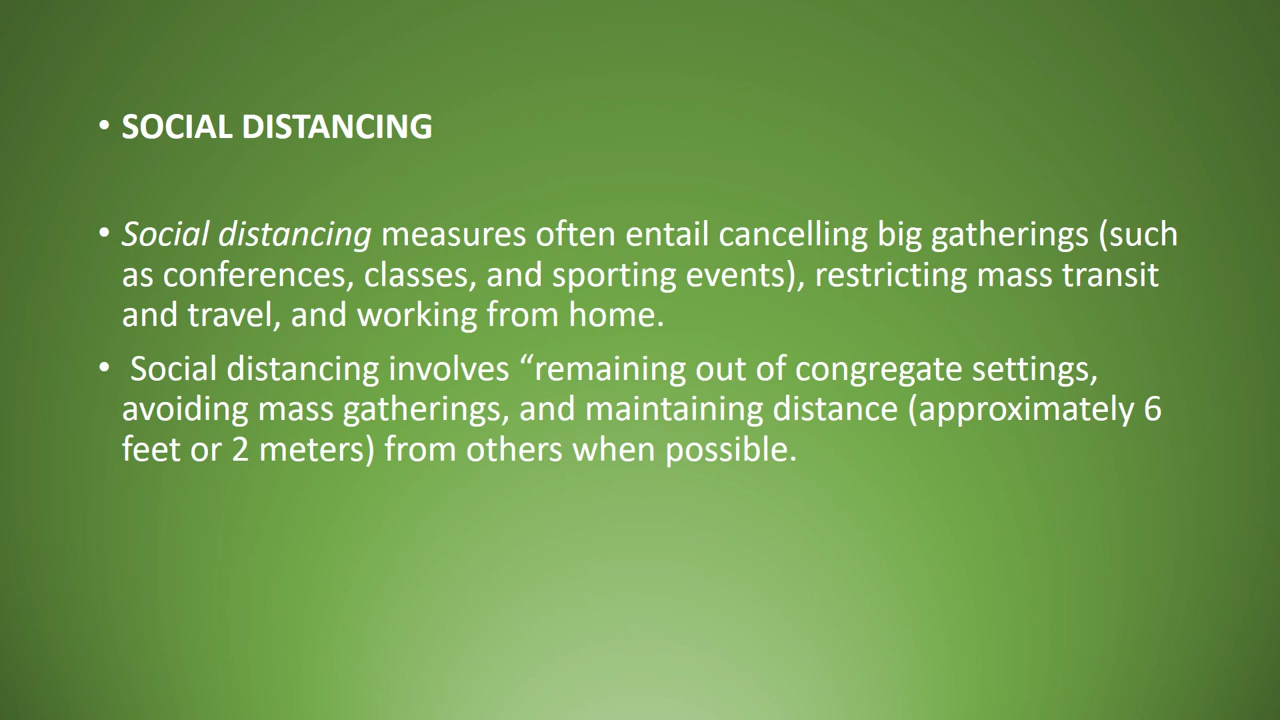 • SOCIAL DISTANCING
• Social distancing measures often entail cancelling big gatherings (such
as conferences, classes, and sporting events), restricting mass transit
and travel, and working from home.
• Social distancing involves “remaining out of congregate settings,
avoiding mass gatherings, and maintaining distance (approximately 6
feet or 2 meters) from others when possible.